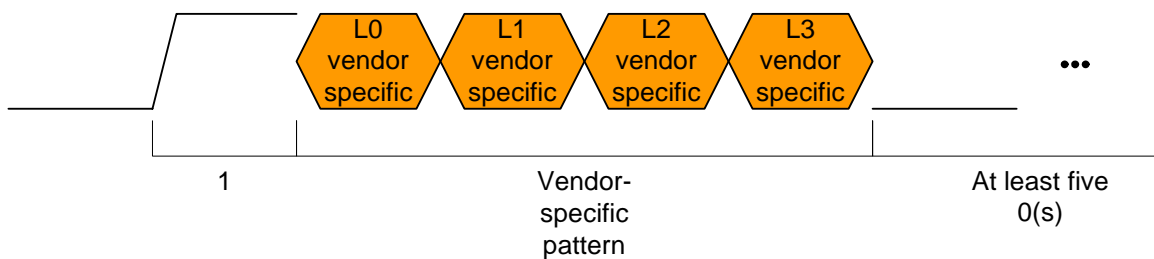 L0
vendor
specific
L1
vendor
specific
L2
vendor
specific
L3
vendor
specific
•••
1
Vendor-
specific
pattern
At least five
0(s)